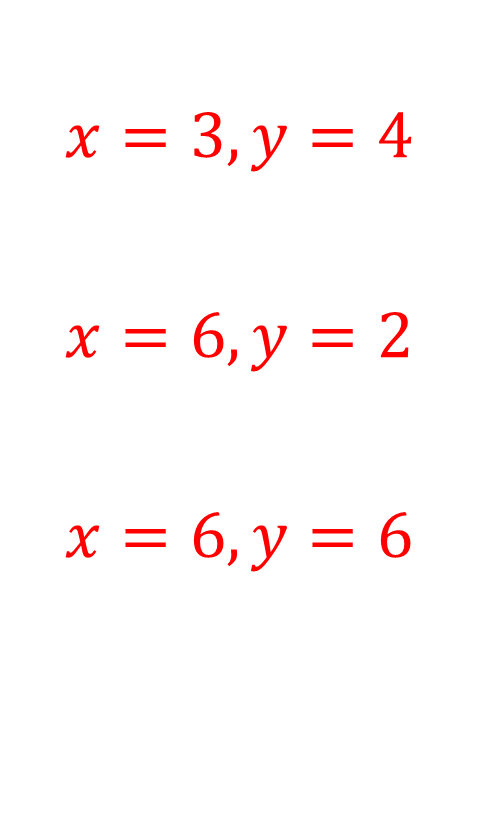 x = 3, y = 4
x = 6, y = 2
x = 6, y = 6